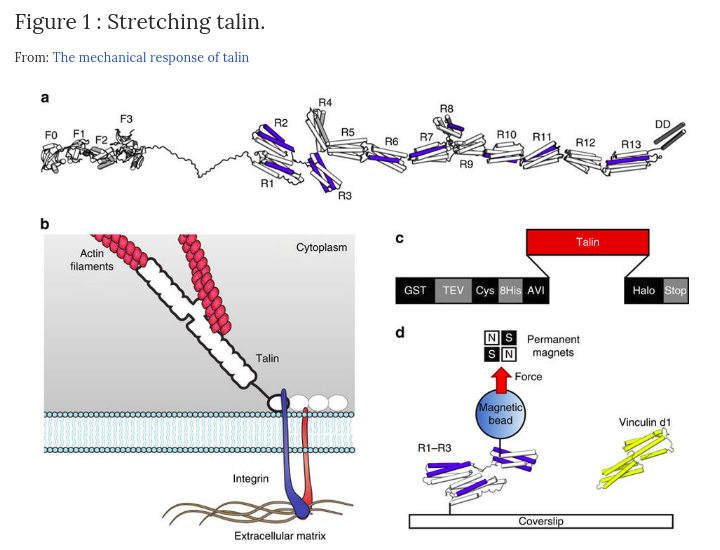 Figure 1 : Stretching talin.
From: The mechanical response of talin
a
F0 F1 F2 F3 R1 R2 R3 R4 R5 R6 R7 R8 R9 R10 R11 R12 R13 DD
b
Cytoplasm
Actin
filaments
Talin
Integrin
Extracellular matrix
c
Talin
GST TEV Cys 8His AVI Halo Stop
d
N S
S N
Permanent
magnets
Force
Magnetic
bead
Vinculin d1
R1–R3
Coverslip